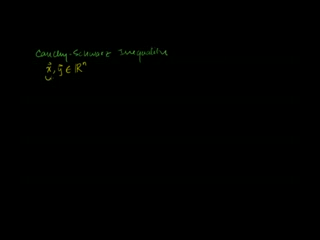 Cauchy-Schwarz Inequality
x⃗, y⃗ ∈ ℝⁿ